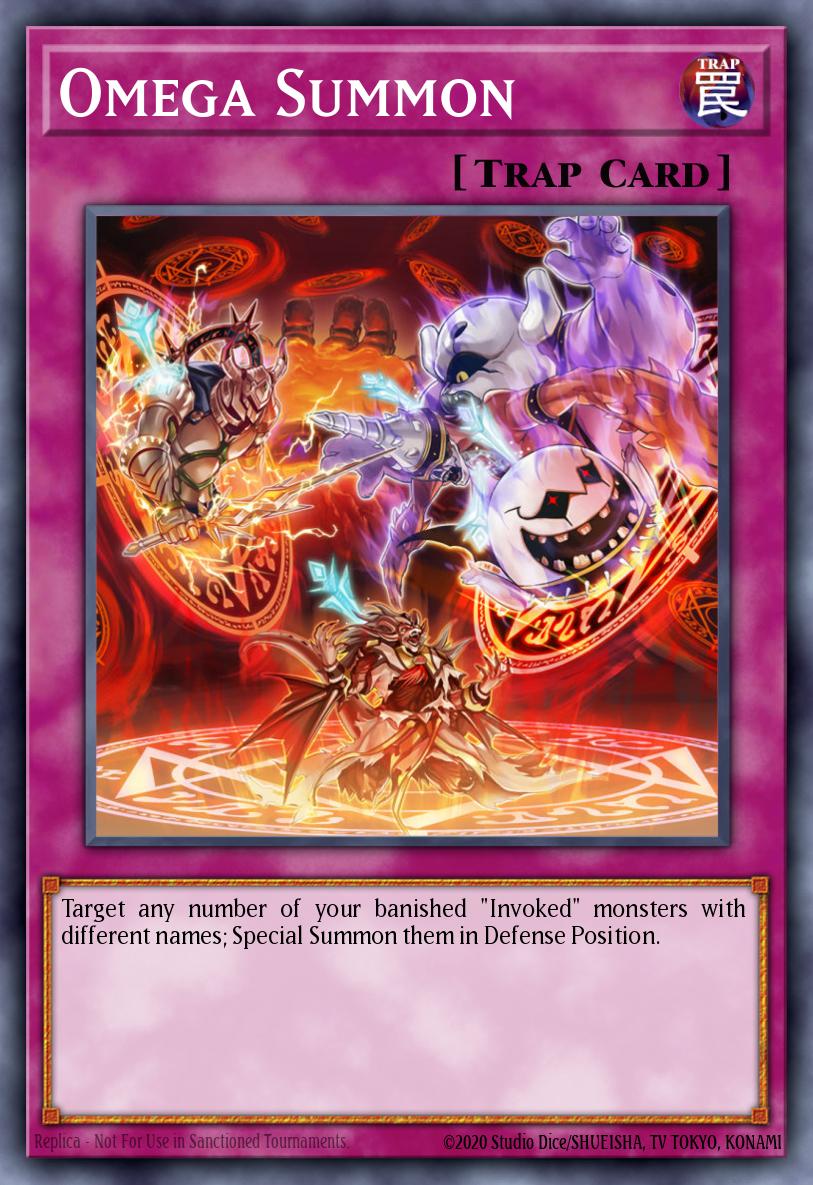 Omega Summon
TRAP
罠
[Trap Card]
Target any number of your banished "Invoked" monsters with
different names; Special Summon them in Defense Position.
Replica - Not For Use in Sanctioned Tournaments.
©2020 Studio Dice/SHUEISHA, TV TOKYO, KONAMI